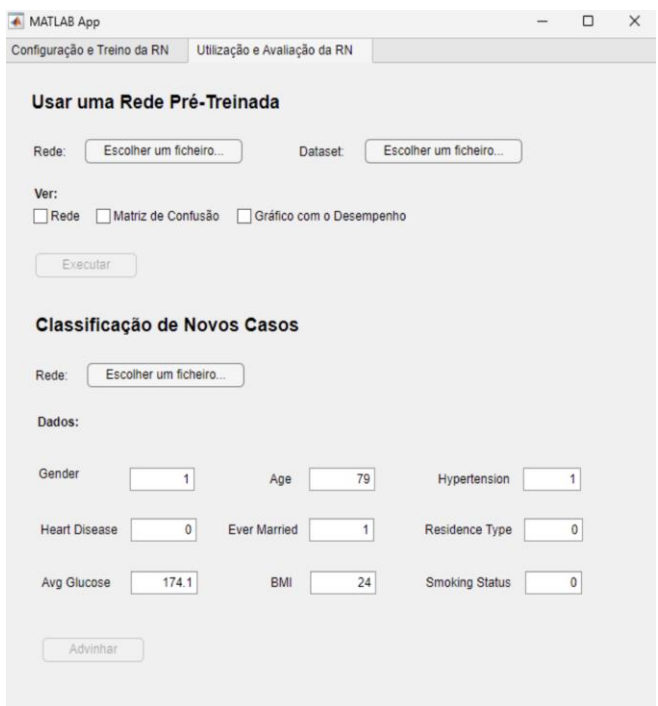 MATLAB App
Configuração e Treino da RN Utilização e Avaliação da RN
Usar uma Rede Pré-Treinada
Rede: Escolher um ficheiro... Dataset: Escolher um ficheiro...
Ver:
Rede Matriz de Confusão Gráfico com o Desempenho
Executar
Classificação de Novos Casos
Rede: Escolher um ficheiro...
Dados:
Gender 1 Age 79 Hypertension 1
Heart Disease 0 Ever Married 1 Residence Type 0
Avg Glucose 174.1 BMI 24 Smoking Status 0
Advinhar